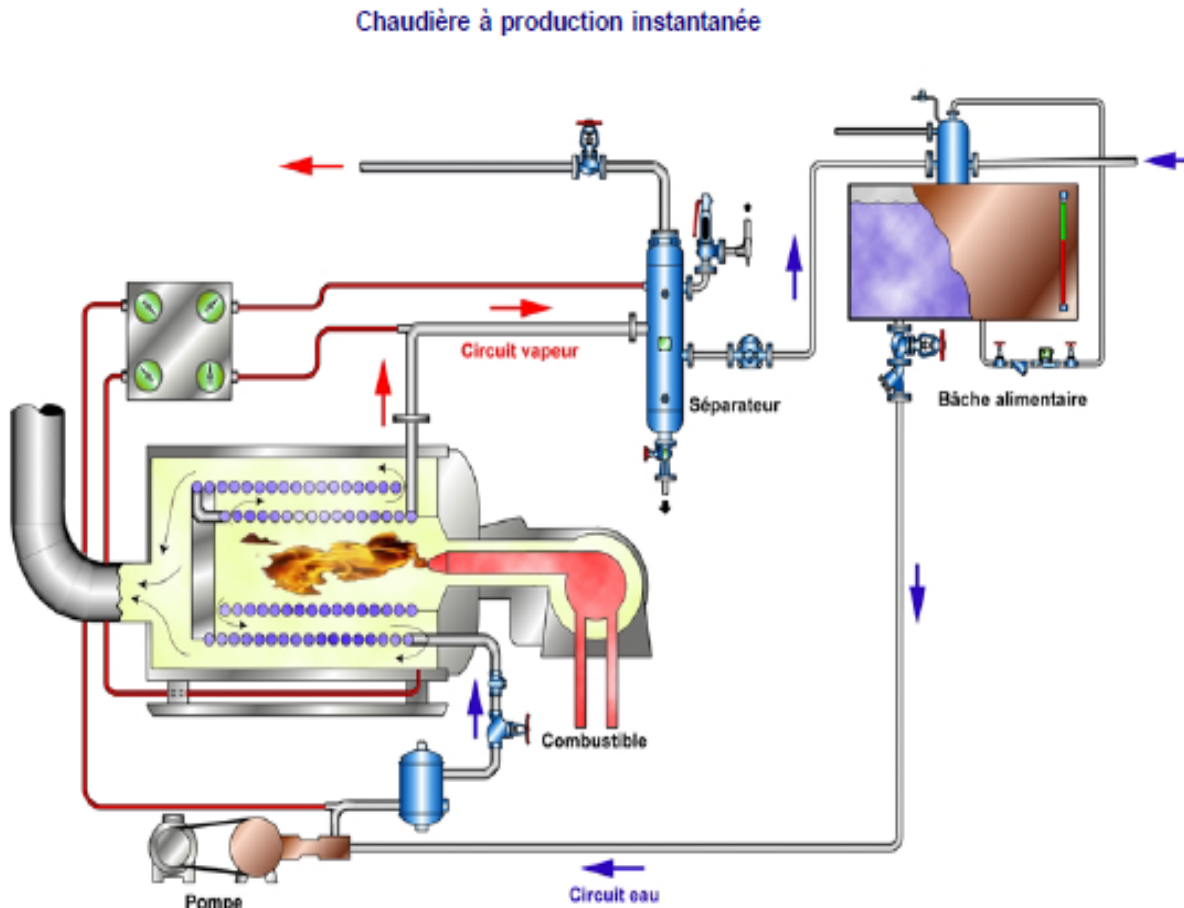 Chaudière à production instantanée
Circuit vapeur
Séparateur
Bâche alimentaire
Combustible
Pompe
Circuit eau